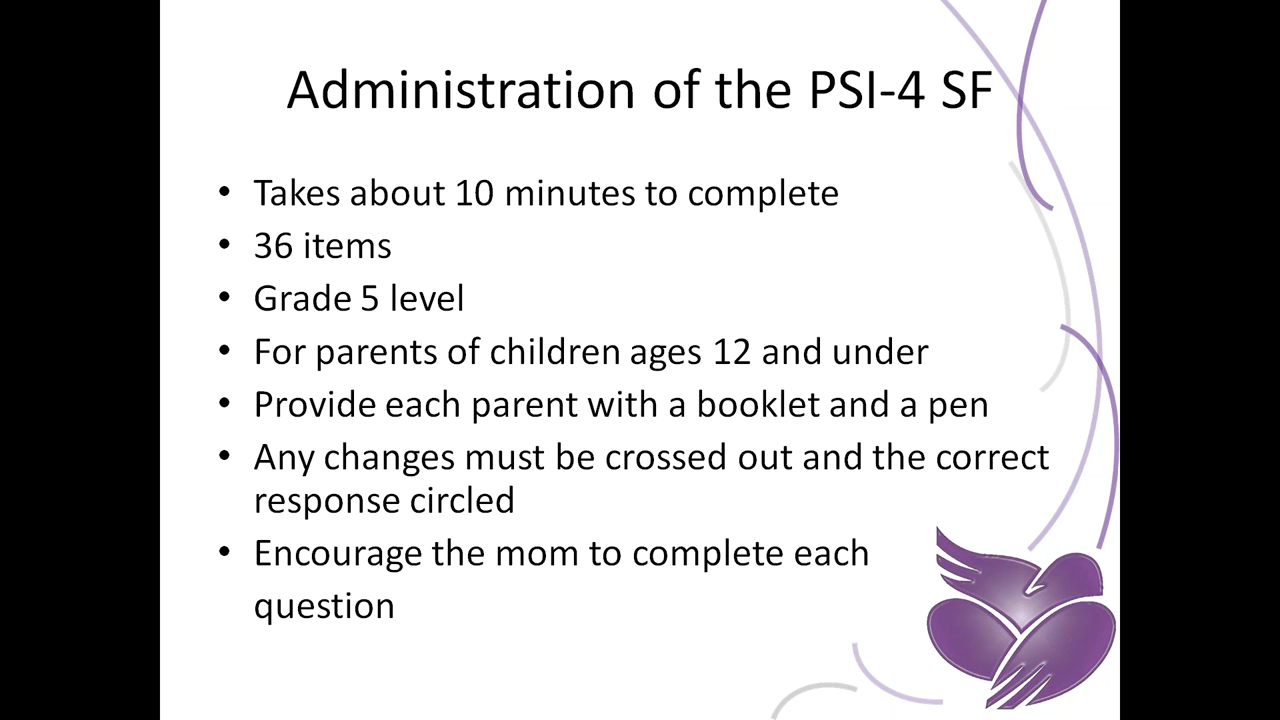 Administration of the PSI-4 SF
• Takes about 10 minutes to complete
• 36 items
• Grade 5 level
• For parents of children ages 12 and under
• Provide each parent with a booklet and a pen
• Any changes must be crossed out and the correct
response circled
• Encourage the mom to complete each
question